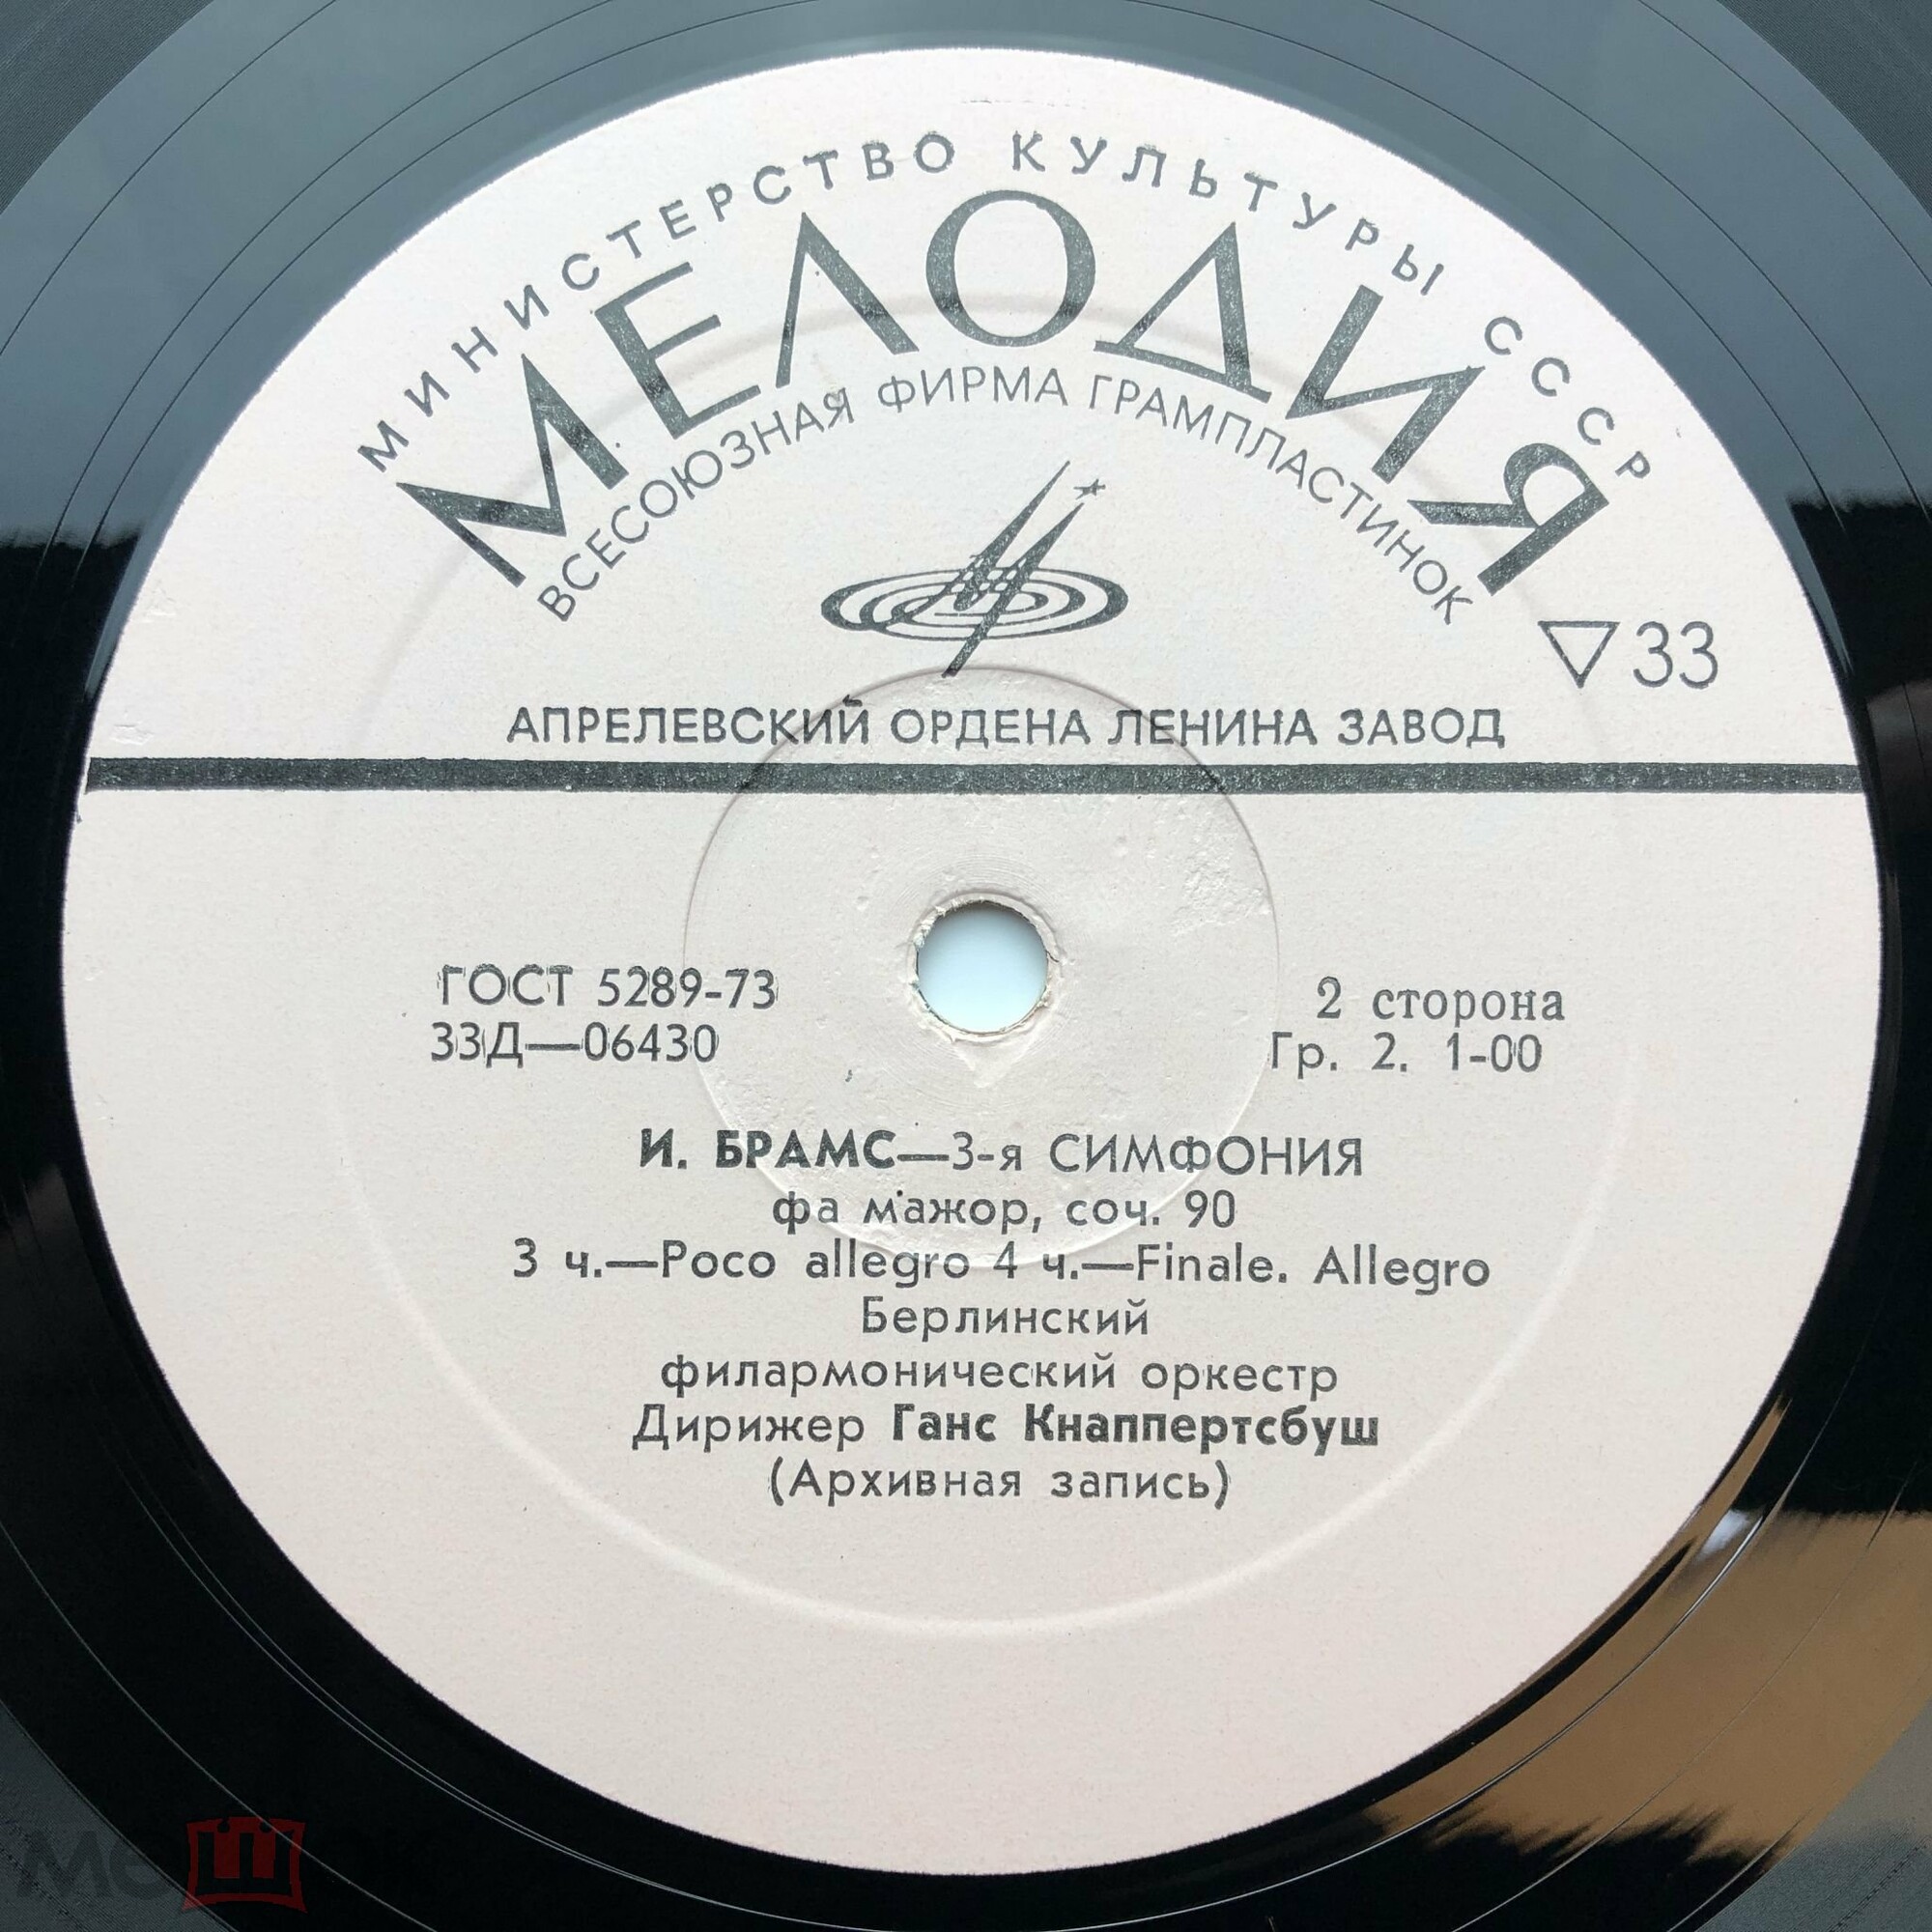 МИНИСТЕРСТВО КУЛЬТУРЫ СССР
МЕЛОДИЯ
ВСЕСОЮЗНАЯ ФИРМА ГРАМПЛАСТИНОК
33
АПРЕЛЕВСКИЙ ОРДЕНА ЛЕНИНА ЗАВОД
ГОСТ 5289-73
33Д—06430
2 сторона
Гр. 2. 1-00
И. БРАМС—3-я СИМФОНИЯ
фа мажор, соч. 90
3 ч.—Poco allegro 4 ч.—Finale. Allegro
Берлинский
филармонический оркестр
Дирижер Ганс Кнаппертсбуш
(Архивная запись)